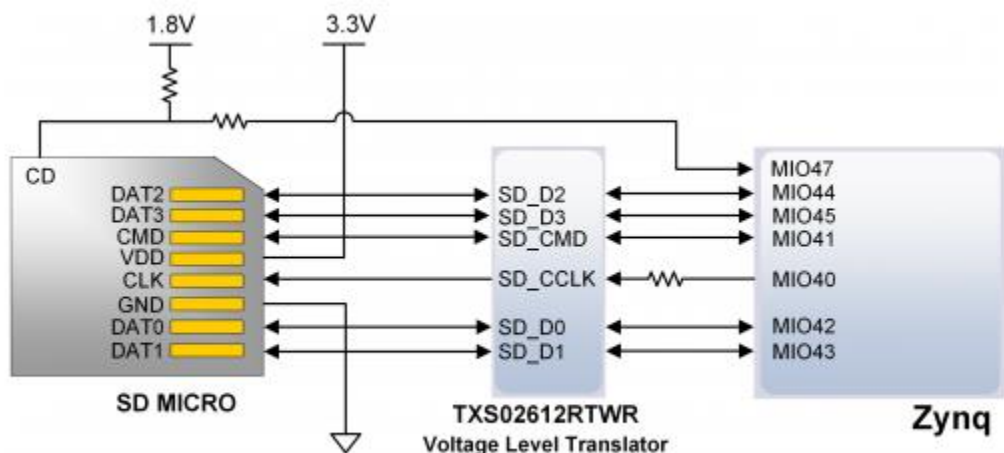 1.8V 3.3V
CD MIO47
DAT2 SD_D2 MIO44
DAT3 SD_D3 MIO45
CMD SD_CMD MIO41
VDD
CLK SD_CCLK MIO40
GND
DAT0 SD_D0 MIO42
DAT1 SD_D1 MIO43
SD MICRO
TXS02612RTWR
Voltage Level Translator
Zynq